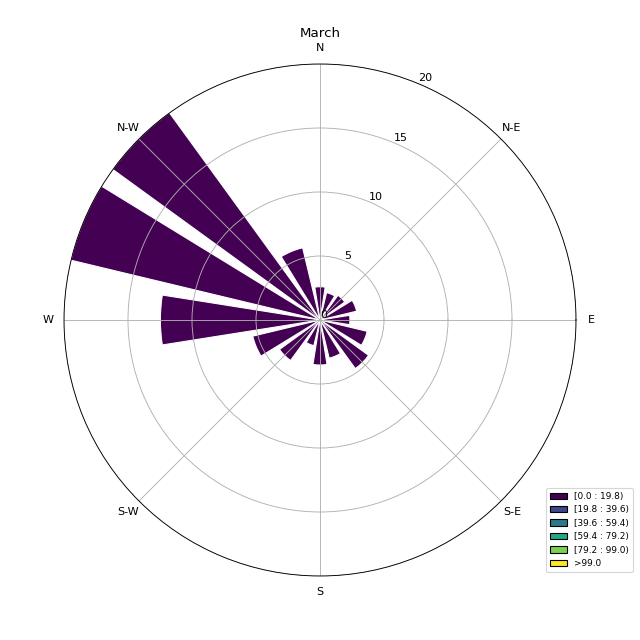 March
N
N-W
N-E
20
15
10
5
0
W
E
S-W
S-E
S
[0.0 : 19.8)
[19.8 : 39.6)
[39.6 : 59.4)
[59.4 : 79.2)
[79.2 : 99.0)
>99.0